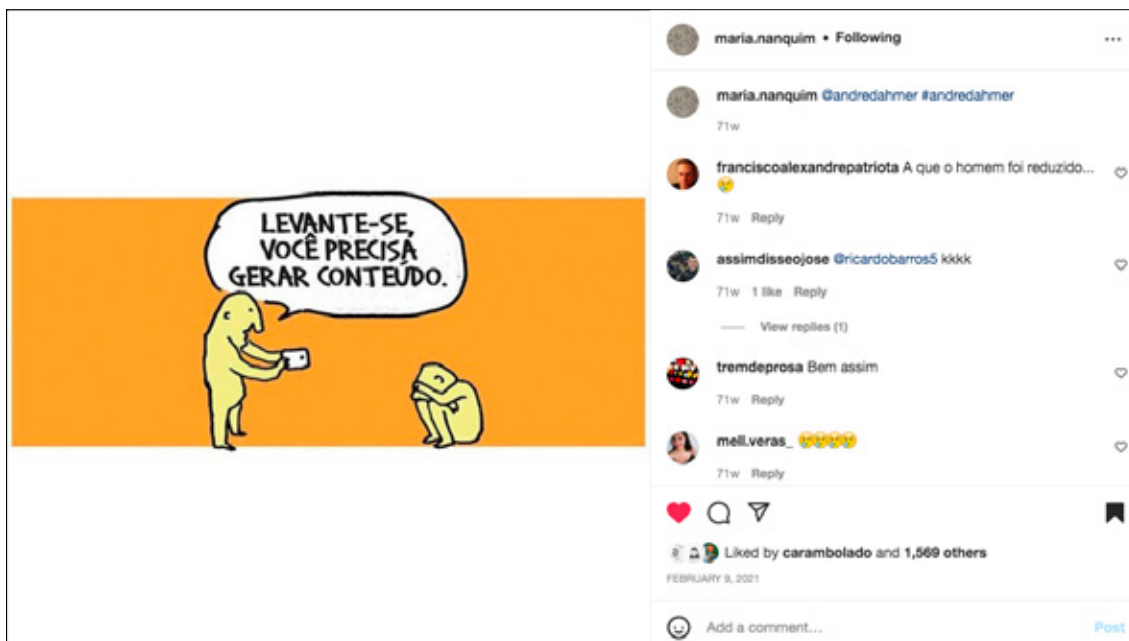 LEVANTE-SE,
VOCÊ PRECISA
GERAR CONTEÚDO.
maria.nanquim • Following
maria.nanquim @andredahmer #andredahmer
71w
franciscoalexandrepatriota A que o homem foi reduzido...
😢
71w Reply
assimdisseojose @ricardobarros5 kkkk
71w 1 like Reply
View replies (1)
tremdeprosa Bem assim
71w Reply
mell.veras_ 😢😢😢😢
71w Reply
Liked by carambolado and 1,569 others
FEBRUARY 9, 2021
Add a comment...
Post